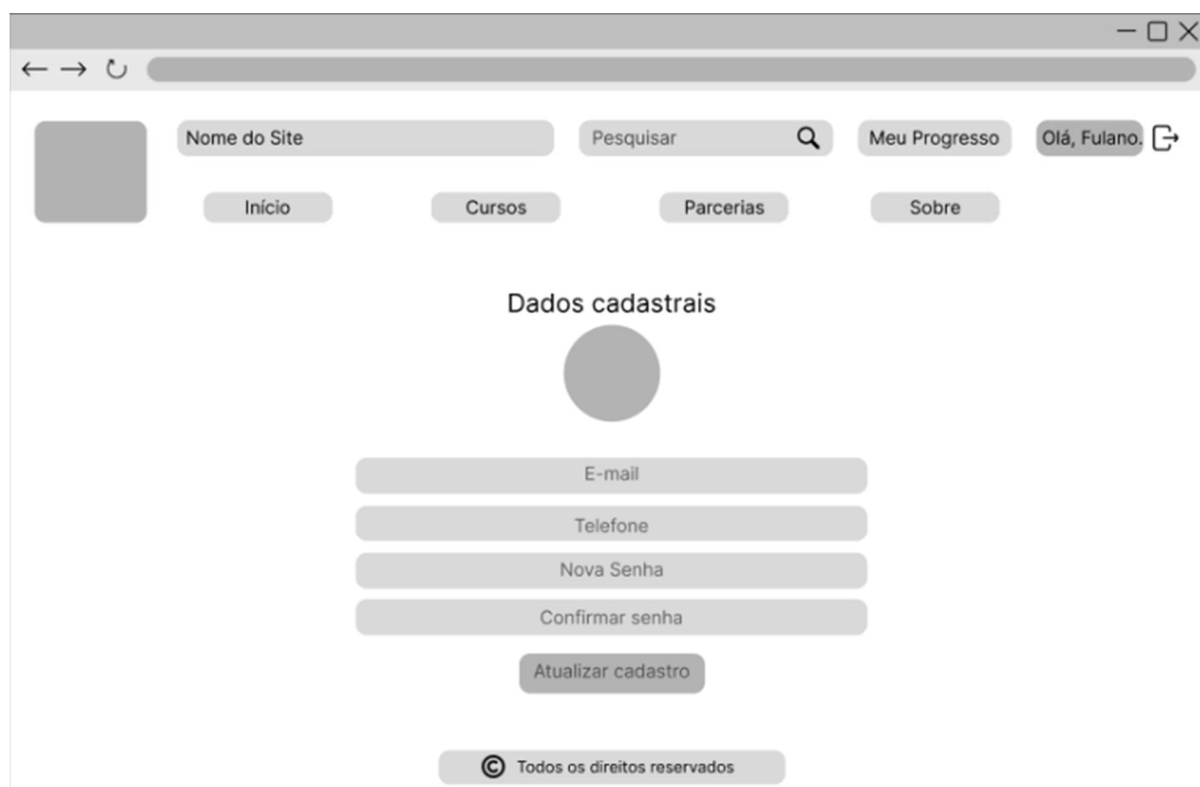 Nome do Site
Pesquisar
Meu Progresso
Olá, Fulano.
Início
Cursos
Parcerias
Sobre
Dados cadastrais
E-mail
Telefone
Nova Senha
Confirmar senha
Atualizar cadastro
© Todos os direitos reservados